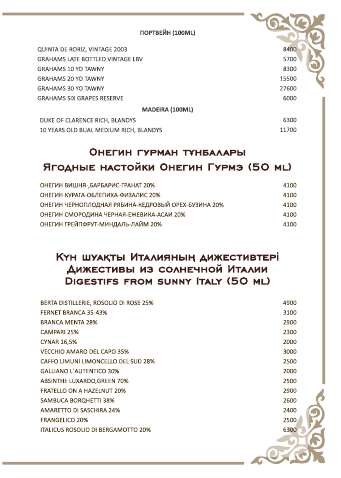 ПОРТВЕЙН (100ML)
QUINTA DE RORIZ, VINTAGE 2003 8400
GRAHAMS LATE BOTTLED VINTAGE LBV 5700
GRAHAMS 10 YO TAWNY 8300
GRAHAMS 20 YO TAWNY 15500
GRAHAMS 30 YO TAWNY 27600
GRAHAMS SIX GRAPES RESERVE 6000
MADEIRA (100ML)
DUKE OF CLARENCE RICH, BLANDYS 6300
10 YEARS OLD BUAL MEDIUM RICH, BLANDYS 11700
ОНЕГИН ГУРМАН ТҰНБАЛАРЫ
ЯГОДНЫЕ НАСТОЙКИ ОНЕГИН ГУРМЭ (50 ML)
ОНЕГИН ВИШНЯ-,БАРБАРИС-ГРАНАТ 20% 4100
ОНЕГИН КУРАГА-ОБЛЕПИХА-ФИЗАЛИС 20% 4100
ОНЕГИН ЧЕРНОПЛОДНАЯ РЯБИНА-КЕДРОВЫЙ ОРЕХ-БУЗИНА 20% 4100
ОНЕГИН СМОРОДИНА ЧЕРНАЯ-ЕЖЕВИКА-АСАИ 20% 4100
ОНЕГИН ГРЕЙПФРУТ-МИНДАЛЬ-ЛАЙМ 20% 4100
КҮН ШУАҚТЫ ИТАЛИЯНЫҢ ДИЖЕСТИВТЕРІ
ДИЖЕСТИВЫ ИЗ СОЛНЕЧНОЙ ИТАЛИИ
DIGESTIFS FROM SUNNY ITALY (50 ML)
BERTA DISTILLERIE, ROSOLIO DI ROSE 25% 4900
FERNET BRANCA 35-43% 3100
BRANCA MENTA 28% 2900
CAMPARI 25% 2300
CYNAR 16,5% 2000
VECCHIO AMARO DEL CAPO 35% 3000
CAFFO LIMUNI LIMONCELLO DEL SUD 28% 2500
GALLIANO L'AUTENTICO 30% 2000
ABSINTHE LUXARDO,GREEN 70% 2500
FRATELLO ON A HAZELNUT 20% 2900
SAMBUCA BORGHETTI 38% 2600
AMARETTO DI SASCHIRA 24% 2400
FRANGELICO 20% 2500
ITALICUS ROSOLIO DI BERGAMOTTO 20% 6300